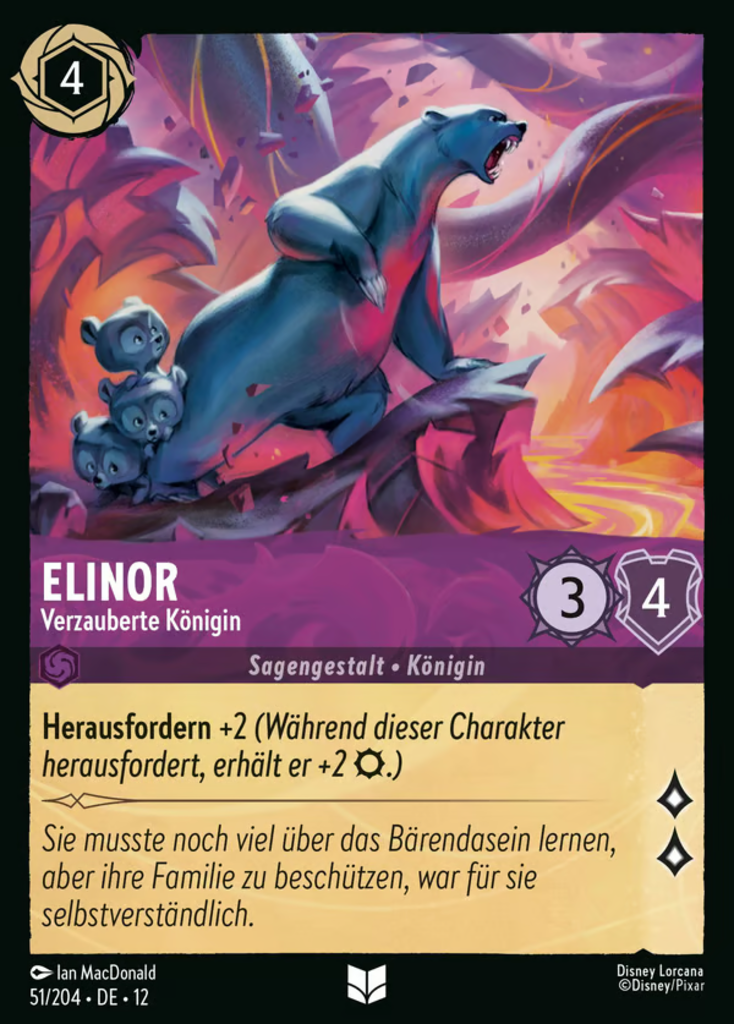 4
ELINOR
Verzauberte Königin
3
4
Sagengestalt • Königin
Herausfordern +2 (Während dieser Charakter
herausfordert, erhält er +2 .)
Sie musste noch viel über das Bärendasein lernen,
aber ihre Familie zu beschützen, war für sie
selbstverständlich.
Ian MacDonald
51/204 • DE • 12
Disney Lorcana
©Disney/Pixar